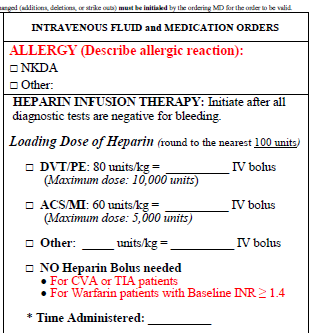 anged (additions, deletions, or strike outs) must be initialed by the ordering MD for the order to be valid.
INTRAVENOUS FLUID and MEDICATION ORDERS
ALLERGY (Describe allergic reaction):
□ NKDA
□ Other:
HEPARIN INFUSION THERAPY: Initiate after all
diagnostic tests are negative for bleeding.
Loading Dose of Heparin (round to the nearest 100 units)
□ DVT/PE: 80 units/kg = __________ IV bolus
(Maximum dose: 10,000 units)
□ ACS/MI: 60 units/kg = __________ IV bolus
(Maximum dose: 5,000 units)
□ Other: _____ units/kg = __________ IV bolus
□ NO Heparin Bolus needed
● For CVA or TIA patients
● For Warfarin patients with Baseline INR ≥ 1.4
* Time Administered: __________